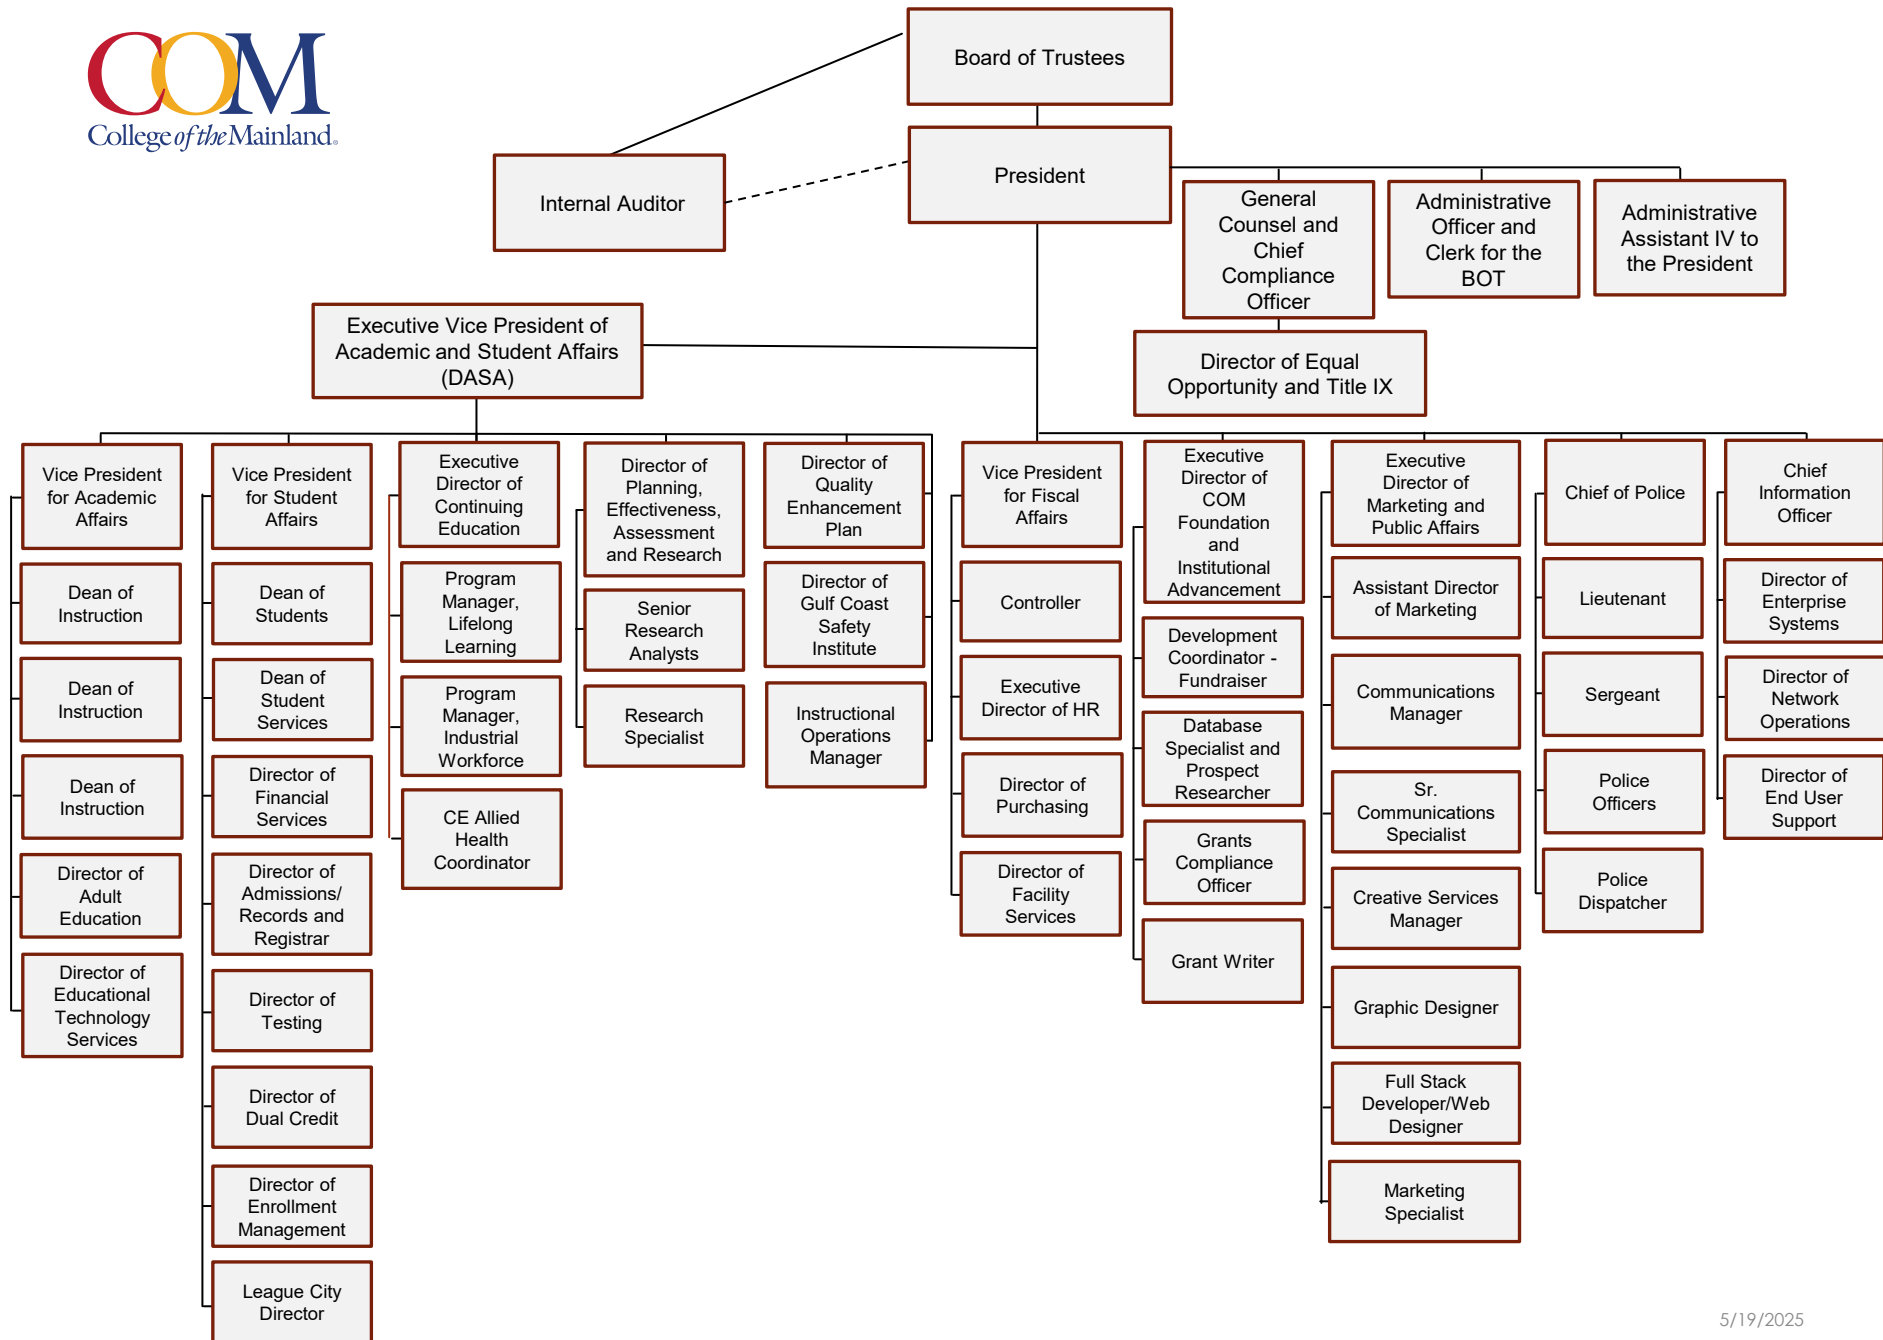 COM
College of the Mainland®
Board of Trustees
President
Internal Auditor
General
Counsel and
Chief
Compliance
Officer
Administrative
Officer and
Clerk for the
BOT
Administrative
Assistant IV to
the President
Executive Vice President of
Academic and Student Affairs
(DASA)
Director of Equal
Opportunity and Title IX
Vice President
for Academic
Affairs
Dean of
Instruction
Dean of
Instruction
Dean of
Instruction
Director of
Adult
Education
Director of
Educational
Technology
Services
Vice President
for Student
Affairs
Dean of
Students
Dean of
Student
Services
Director of
Financial
Services
Director of
Admissions/
Records and
Registrar
Director of
Testing
Director of
Dual Credit
Director of
Enrollment
Management
League City
Director
Executive
Director of
Continuing
Education
Program
Manager,
Lifelong
Learning
Program
Manager,
Industrial
Workforce
CE Allied
Health
Coordinator
Director of
Planning,
Effectiveness,
Assessment
and Research
Senior
Research
Analysts
Research
Specialist
Director of
Quality
Enhancement
Plan
Director of
Gulf Coast
Safety
Institute
Instructional
Operations
Manager
Vice President
for Fiscal
Affairs
Controller
Executive
Director of HR
Director of
Purchasing
Director of
Facility
Services
Executive
Director of
COM
Foundation
and
Institutional
Advancement
Development
Coordinator -
Fundraiser
Database
Specialist and
Prospect
Researcher
Grants
Compliance
Officer
Grant Writer
Executive
Director of
Marketing and
Public Affairs
Assistant Director
of Marketing
Communications
Manager
Sr.
Communications
Specialist
Creative Services
Manager
Graphic Designer
Full Stack
Developer/Web
Designer
Marketing
Specialist
Chief of Police
Lieutenant
Sergeant
Police
Officers
Police
Dispatcher
Chief
Information
Officer
Director of
Enterprise
Systems
Director of
Network
Operations
Director of
End User
Support
5/19/2025